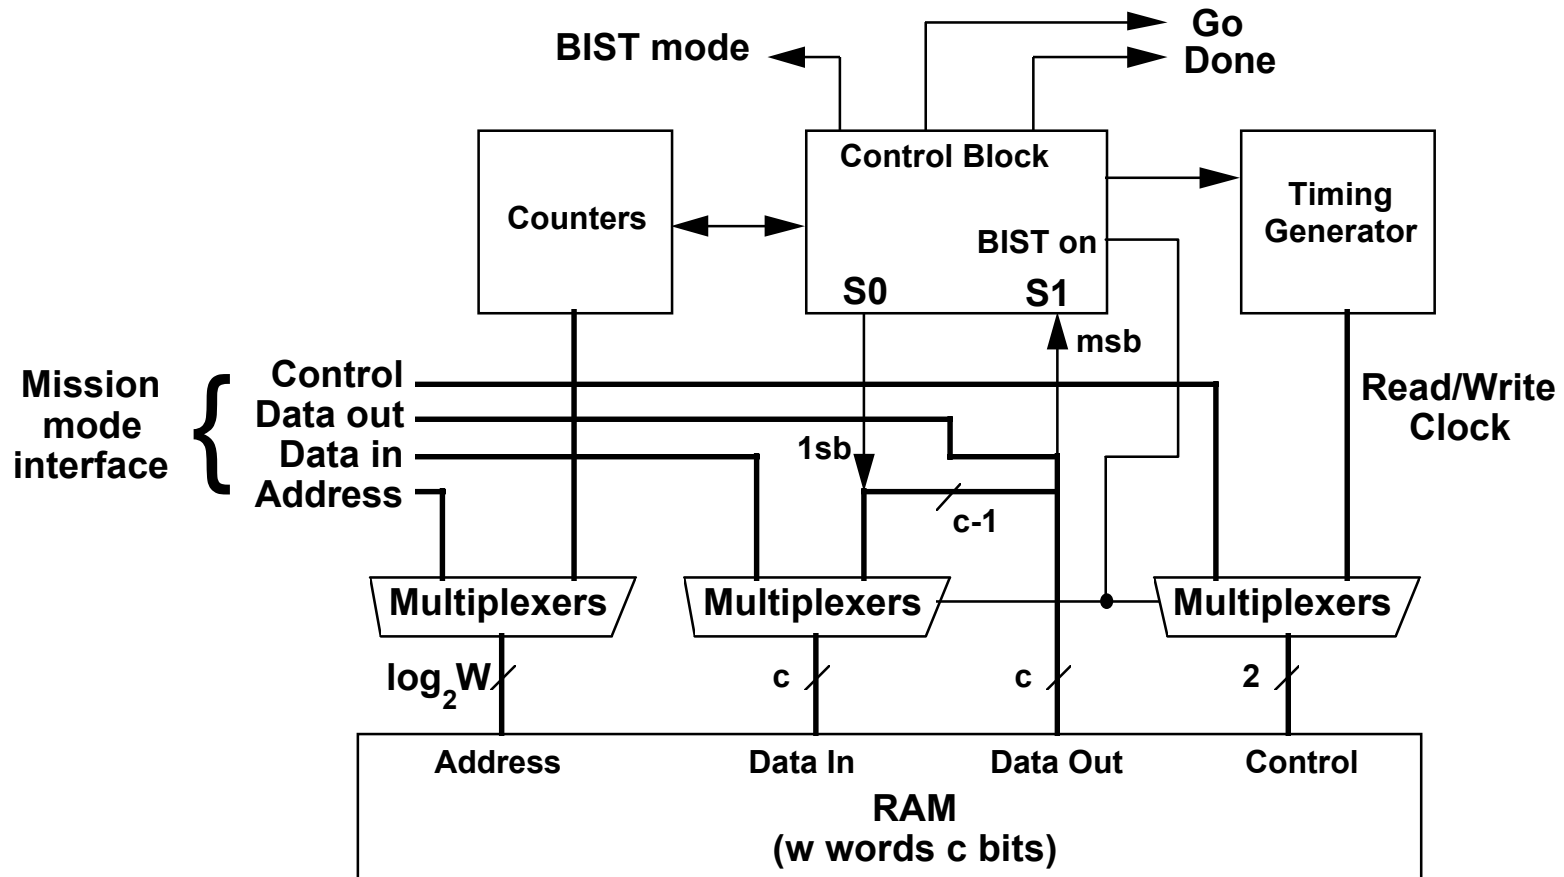 Go
BIST mode
Done
Control Block
Counters
Timing
Generator
BIST on
S0
S1
msb
Mission
mode
interface
{
Control
Data out
Data in
Address
Read/Write
Clock
1sb
c-1
Multiplexers
Multiplexers
Multiplexers
log2W
c
c
2
Address
Data In
Data Out
Control
RAM
(w words c bits)